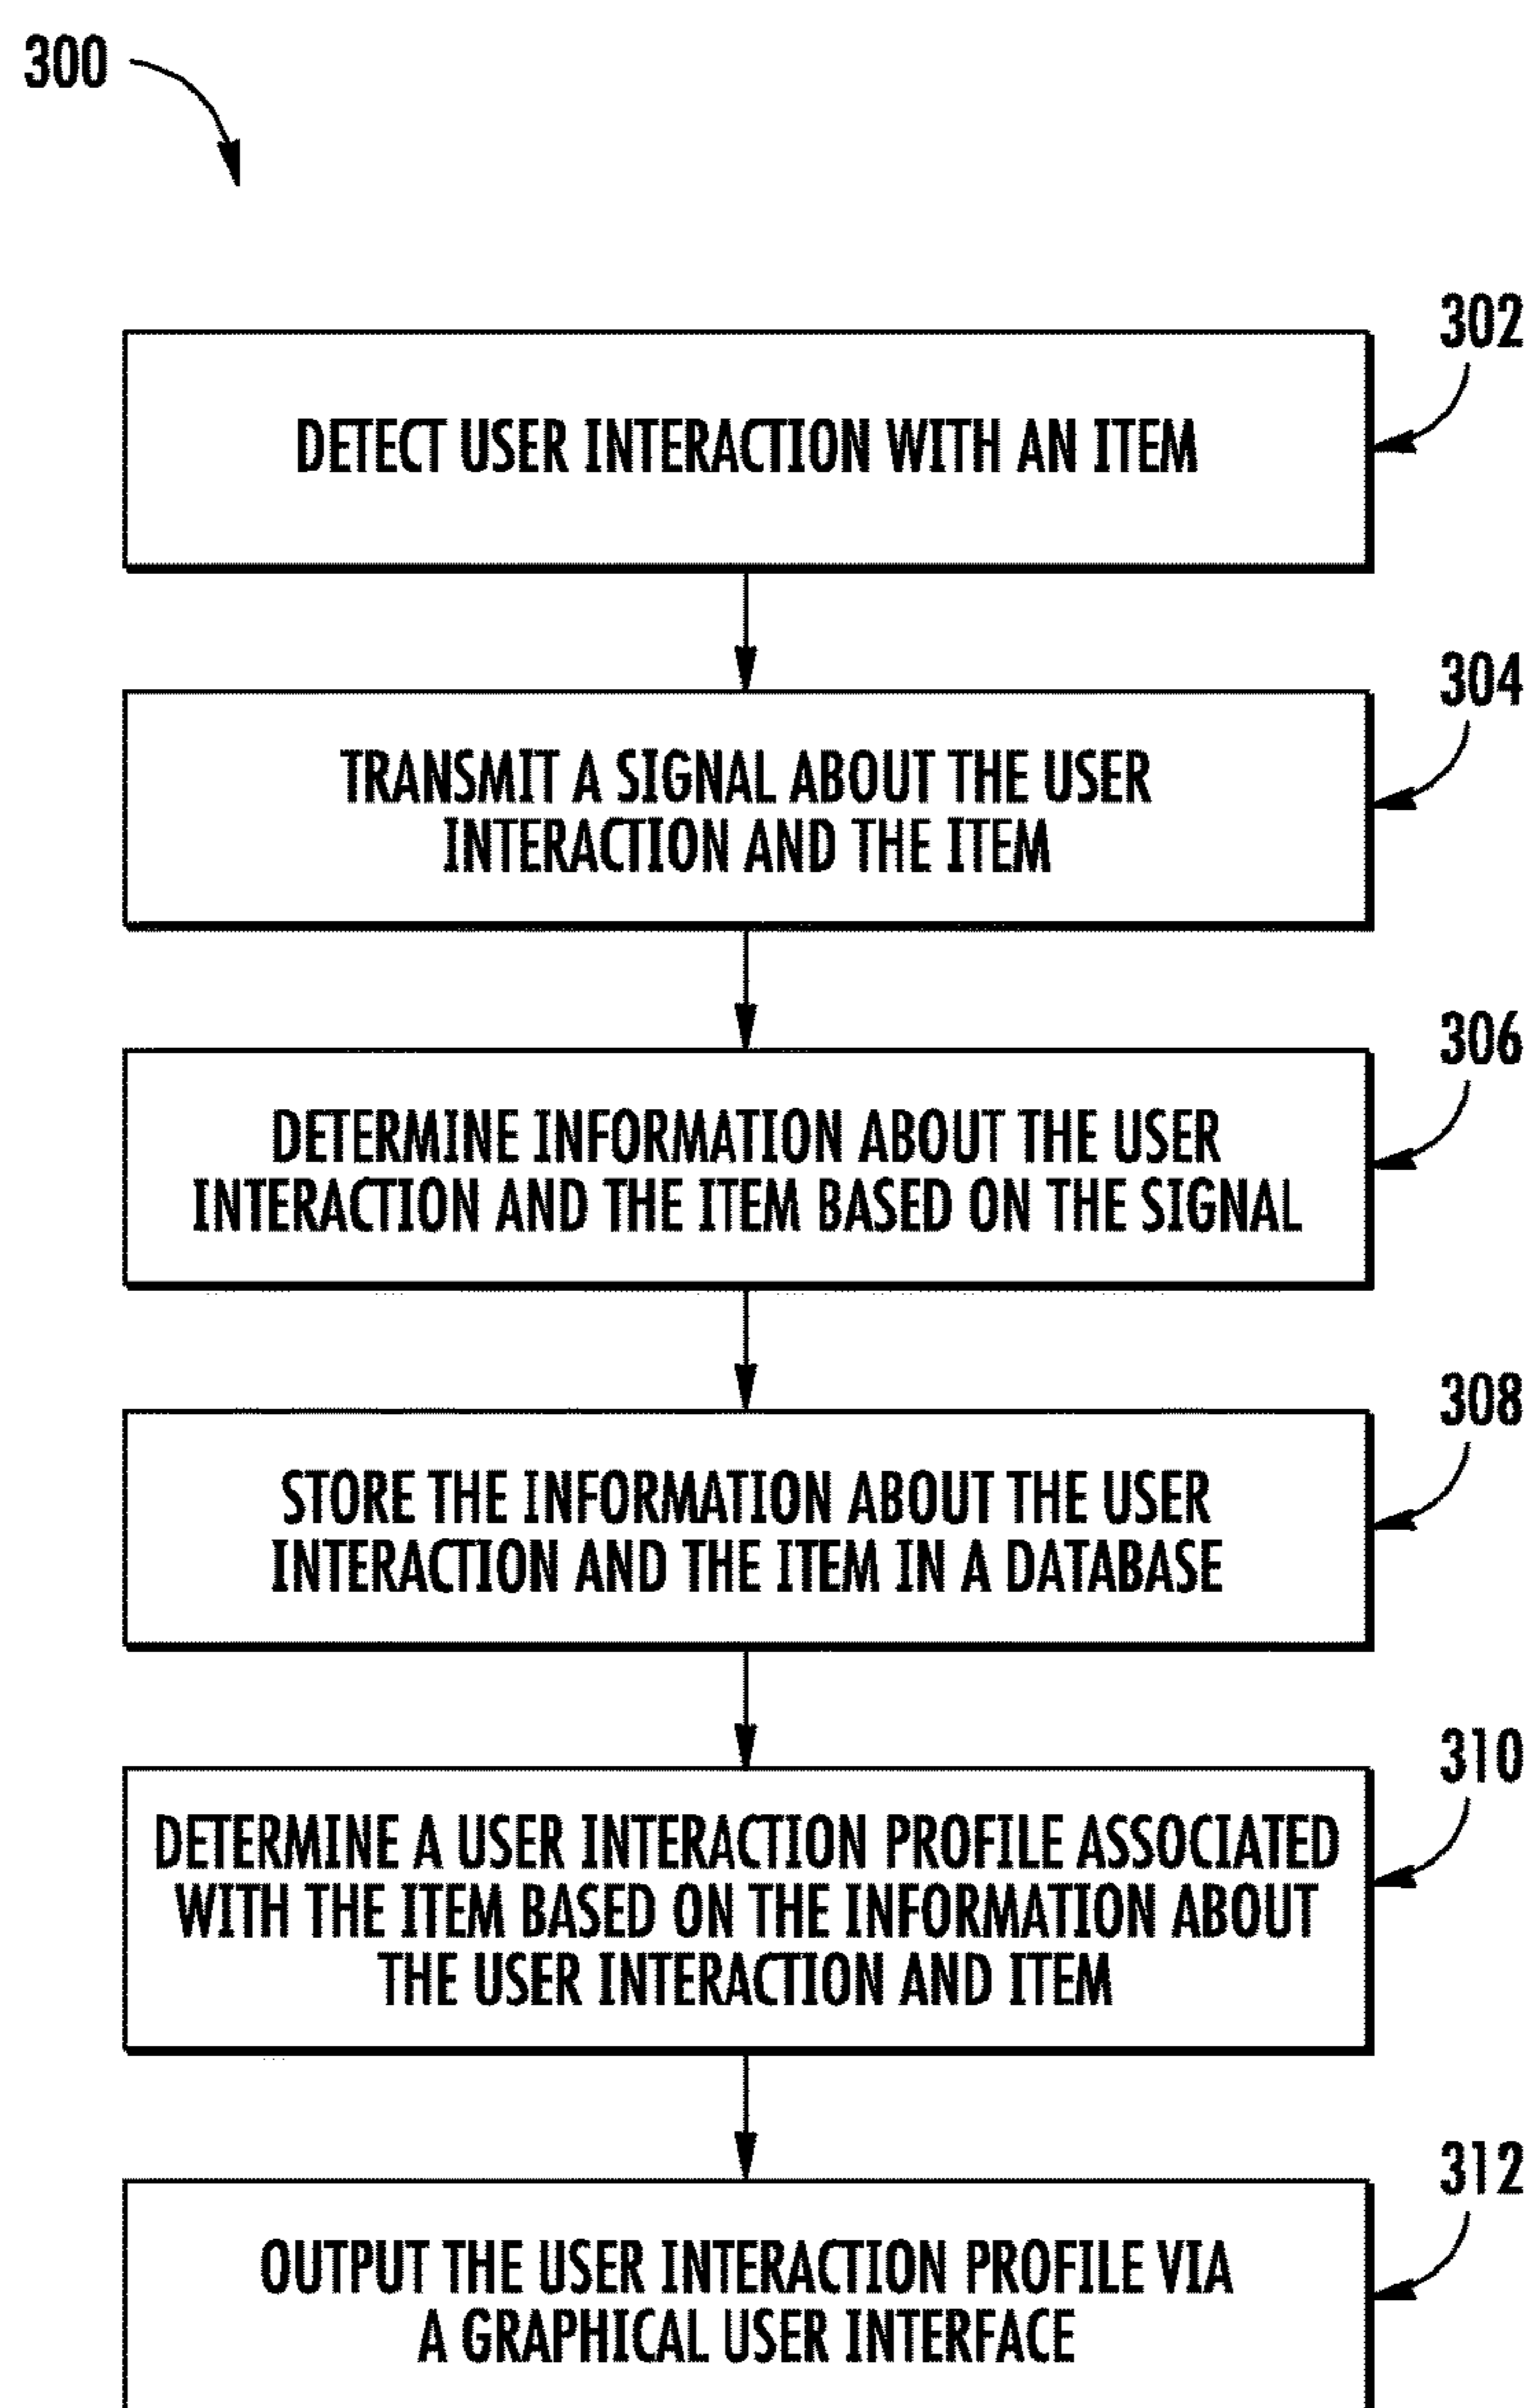 300
302
DETECT USER INTERACTION WITH AN ITEM
304
TRANSMIT A SIGNAL ABOUT THE USER
INTERACTION AND THE ITEM
306
DETERMINE INFORMATION ABOUT THE USER
INTERACTION AND THE ITEM BASED ON THE SIGNAL
308
STORE THE INFORMATION ABOUT THE USER
INTERACTION AND THE ITEM IN A DATABASE
310
DETERMINE A USER INTERACTION PROFILE ASSOCIATED
WITH THE ITEM BASED ON THE INFORMATION ABOUT
THE USER INTERACTION AND ITEM
312
OUTPUT THE USER INTERACTION PROFILE VIA
A GRAPHICAL USER INTERFACE